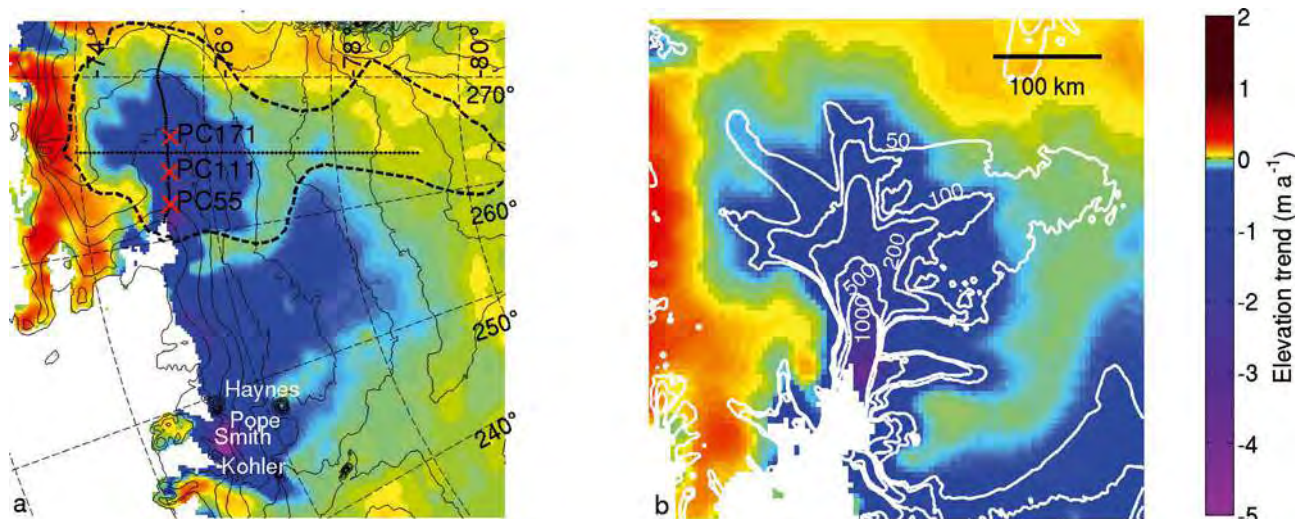 -74°
-76°
-78°
-80°
270°
260°
250°
240°
PC171
PC111
PC55
Haynes
Pope
Smith
Kohler
a
100 km
50
100
200
500
1000
b
2
1
0
-1
-2
-3
-4
-5
Elevation trend (m a⁻¹)